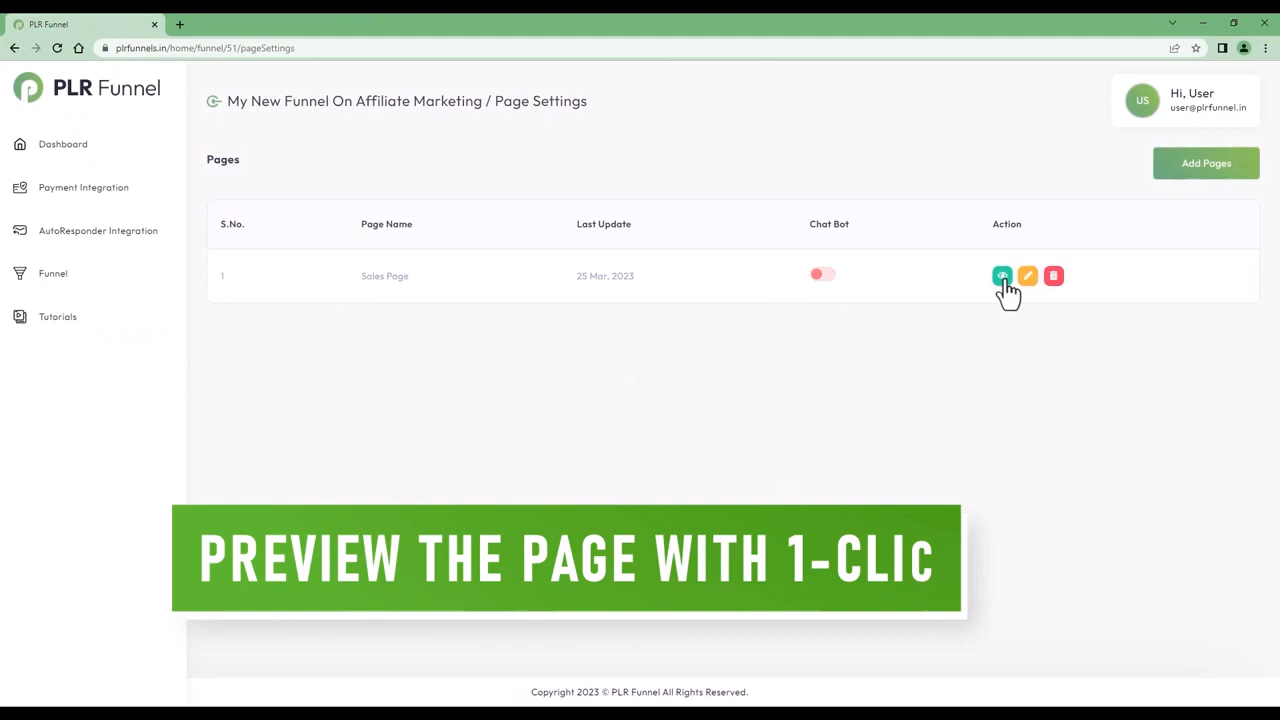 PLR Funnel
plrfunnels.in/home/funnel/51/pageSettings
PLR Funnel
My New Funnel On Affiliate Marketing / Page Settings
US
Hi, User
user@plrfunnel.in
Dashboard
Payment Integration
AutoResponder Integration
Funnel
Tutorials
Pages
Add Pages
S.No. Page Name Last Update Chat Bot Action
1 Sales Page 25 Mar, 2023
PREVIEW THE PAGE WITH 1-CLIc
Copyright 2023 © PLR Funnel All Rights Reserved.